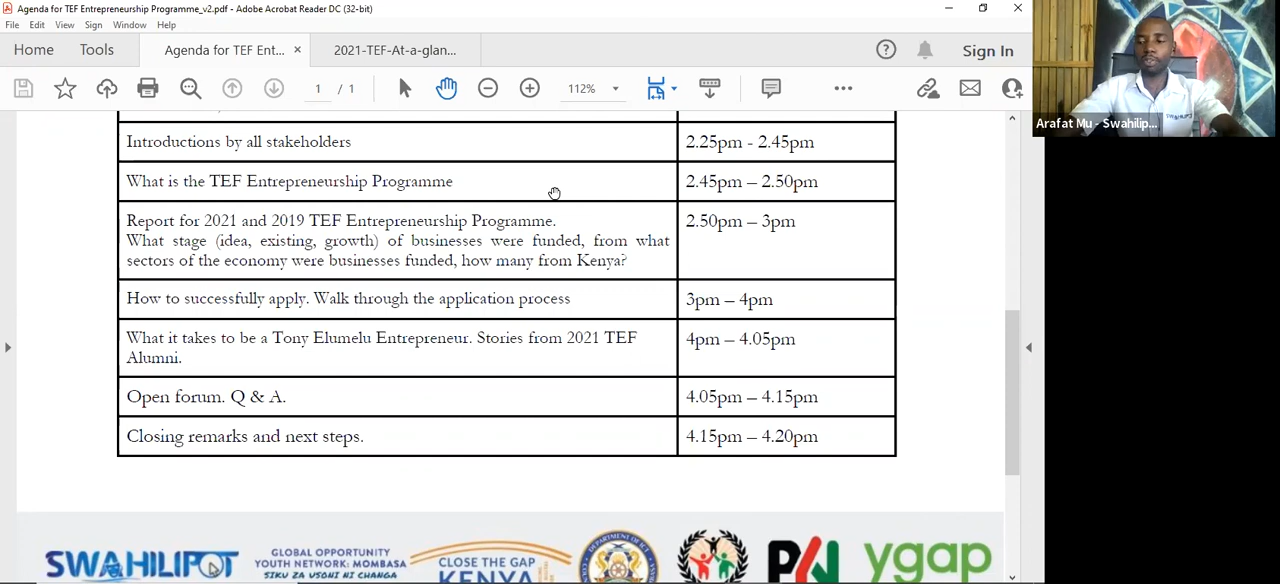 Agenda for TEF Entrepreneurship Programme_v2.pdf - Adobe Acrobat Reader DC (32-bit)
File Edit View Sign Window Help
Home Tools Agenda for TEF Ent... × 2021-TEF-At-a-glan... Sign In
1 / 1 112%
Arafat Mu - Swahilip...
Introductions by all stakeholders 2.25pm - 2.45pm
What is the TEF Entrepreneurship Programme 2.45pm – 2.50pm
Report for 2021 and 2019 TEF Entrepreneurship Programme. 2.50pm – 3pm
What stage (idea, existing, growth) of businesses were funded, from what
sectors of the economy were businesses funded, how many from Kenya?
How to successfully apply. Walk through the application process 3pm – 4pm
What it takes to be a Tony Elumelu Entrepreneur. Stories from 2021 TEF 4pm – 4.05pm
Alumni.
Open forum. Q & A. 4.05pm – 4.15pm
Closing remarks and next steps. 4.15pm – 4.20pm
SWAHILIPOT
GLOBAL OPPORTUNITY
YOUTH NETWORK: MOMBASA
SIKU ZA USONI NI CHANGA
CLOSE THE GAP
KENYA
ygap